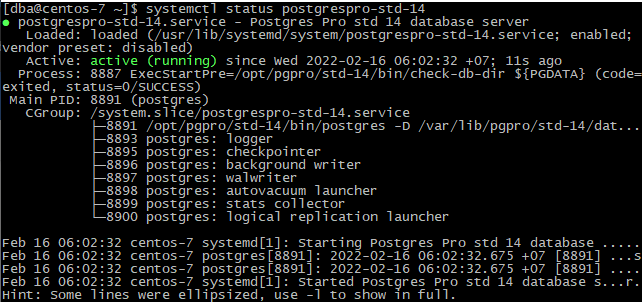 [dba@centos-7 ~]$ systemctl status postgrespro-std-14
● postgrespro-std-14.service - Postgres Pro std 14 database server
   Loaded: loaded (/usr/lib/systemd/system/postgrespro-std-14.service; enabled;
vendor preset: disabled)
   Active: active (running) since Wed 2022-02-16 06:02:32 +07; 11s ago
  Process: 8887 ExecStartPre=/opt/pgpro/std-14/bin/check-db-dir ${PGDATA} (code=
exited, status=0/SUCCESS)
 Main PID: 8891 (postgres)
   CGroup: /system.slice/postgrespro-std-14.service
           ├─8891 /opt/pgpro/std-14/bin/postgres -D /var/lib/pgpro/std-14/dat...
           ├─8893 postgres: logger
           ├─8895 postgres: checkpointer
           ├─8896 postgres: background writer
           ├─8897 postgres: walwriter
           ├─8898 postgres: autovacuum launcher
           ├─8899 postgres: stats collector
           └─8900 postgres: logical replication launcher

Feb 16 06:02:32 centos-7 systemd[1]: Starting Postgres Pro std 14 database .....
Feb 16 06:02:32 centos-7 postgres[8891]: 2022-02-16 06:02:32.675 +07 [8891] ...s
Feb 16 06:02:32 centos-7 postgres[8891]: 2022-02-16 06:02:32.675 +07 [8891] ....
Feb 16 06:02:32 centos-7 systemd[1]: Started Postgres Pro std 14 database s...r.
Hint: Some lines were ellipsized, use -l to show in full.